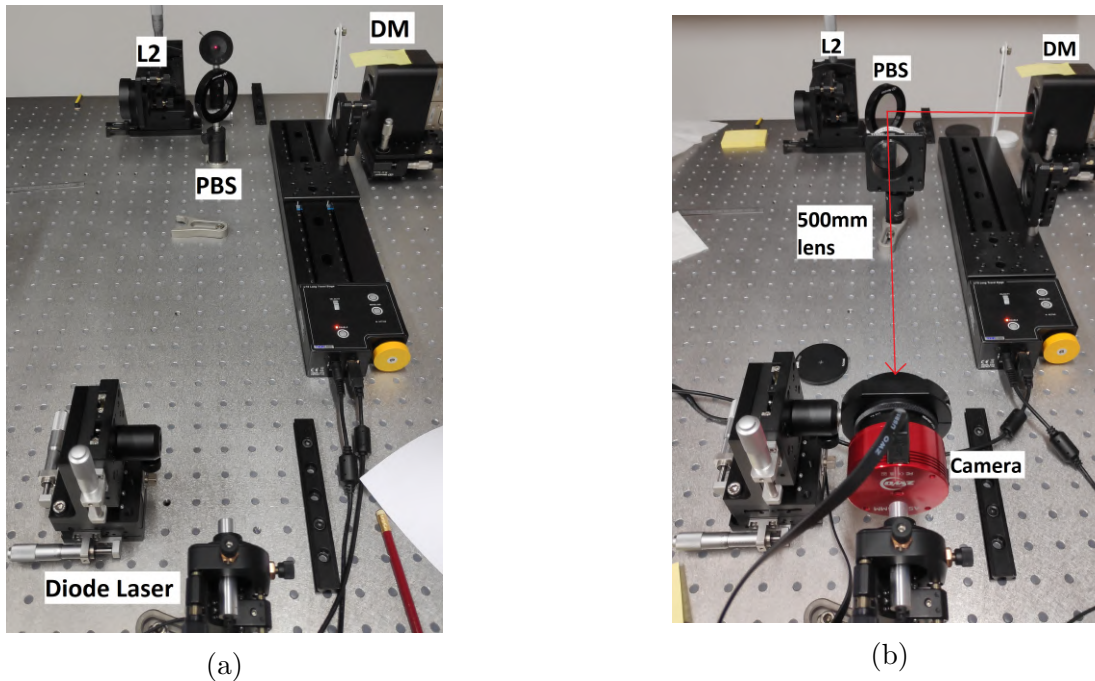 L2
DM
PBS
Diode Laser
(a)
L2
PBS
DM
500mm
lens
Camera
(b)